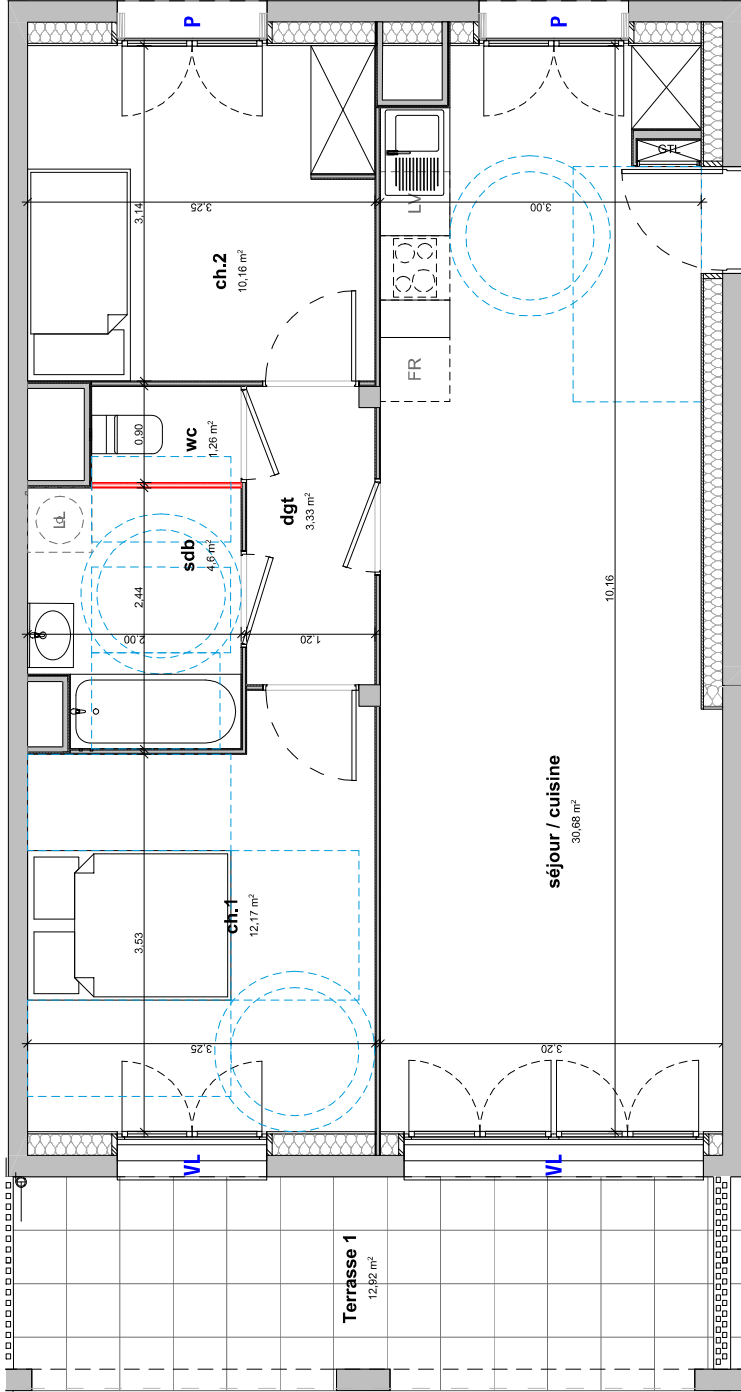 P
P
GTL
3,14
3,25
3,00
LV
ch.2
10,16 m²
FR
0,90
wc
1,26 m²
LL
dgt
3,33 m²
sdb
4,6 m²
2,44
10,16
2,00
1,20
séjour / cuisine
30,68 m²
ch.1
12,17 m²
3,53
3,25
3,20
VL
VL
Terrasse 1
12,92 m²